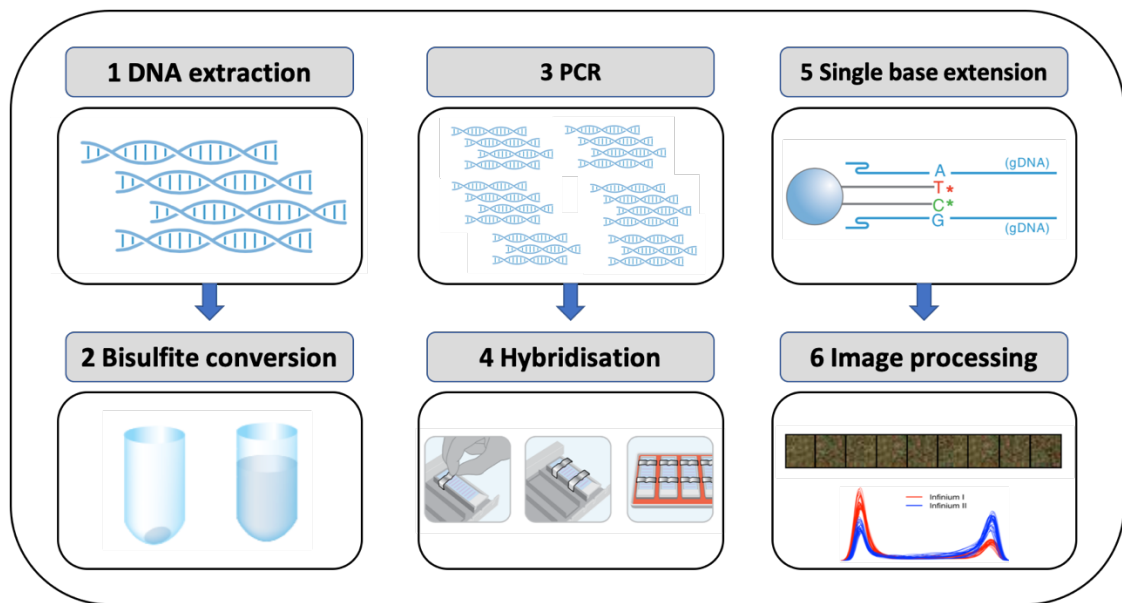 1 DNA extraction
2 Bisulfite conversion
3 PCR
4 Hybridisation
5 Single base extension
A (gDNA)
T*
C*
G (gDNA)
6 Image processing
Infinium I
Infinium II